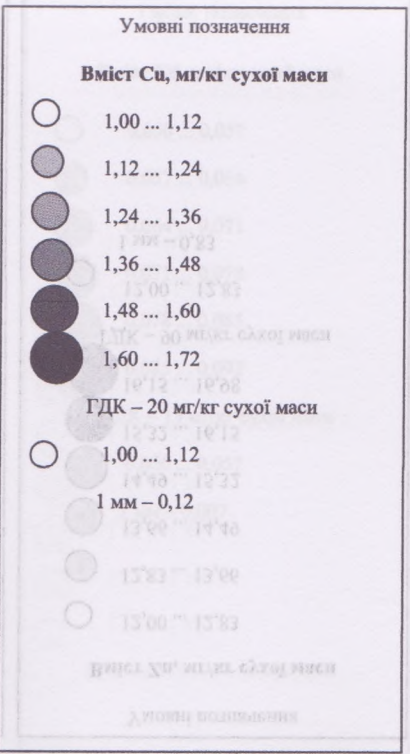 Умовні позначення
Вміст Cu, мг/кг сухої маси
1,00 ... 1,12
1,12 ... 1,24
1,24 ... 1,36
1,36 ... 1,48
1,48 ... 1,60
1,60 ... 1,72
ГДК – 20 мг/кг сухої маси
1,00 ... 1,12
1 мм – 0,12